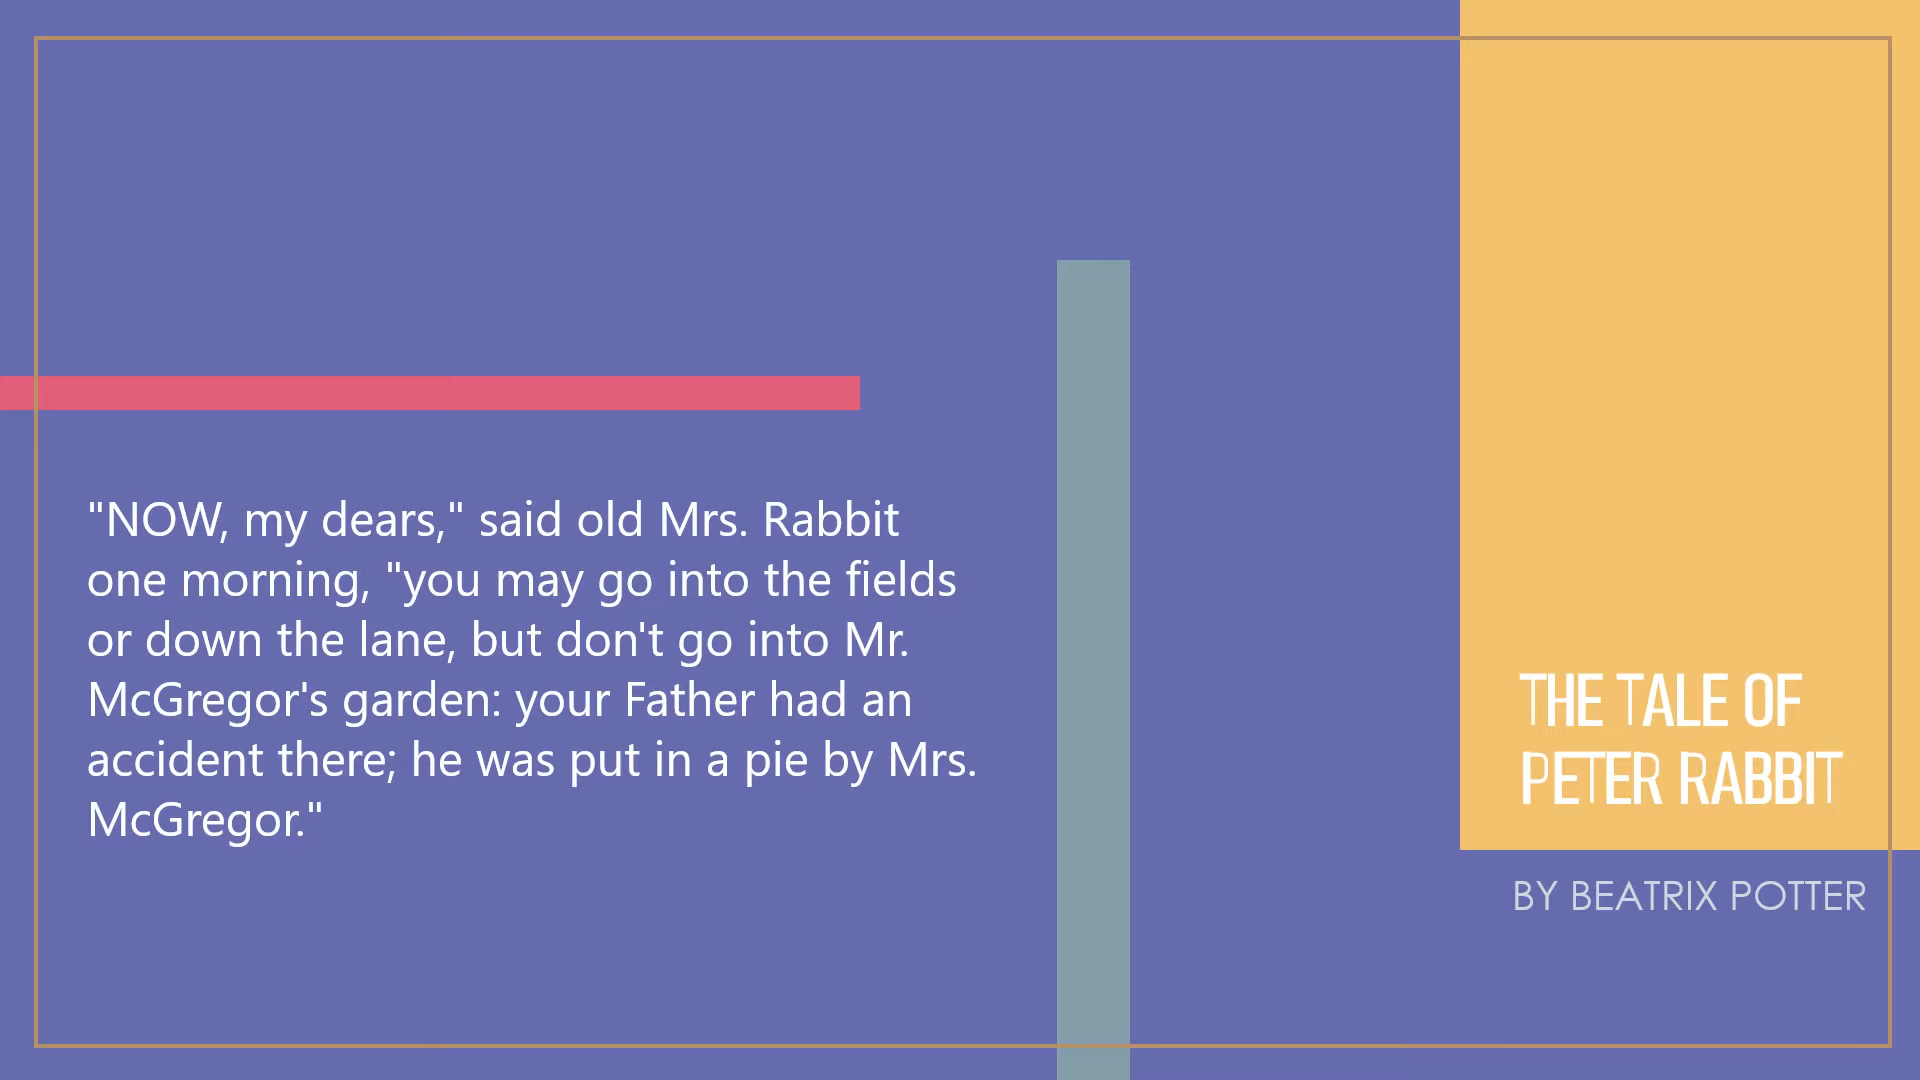 "NOW, my dears," said old Mrs. Rabbit
one morning, "you may go into the fields
or down the lane, but don't go into Mr.
McGregor's garden: your Father had an
accident there; he was put in a pie by Mrs.
McGregor."
THE TALE OF
PETER RABBIT
BY BEATRIX POTTER